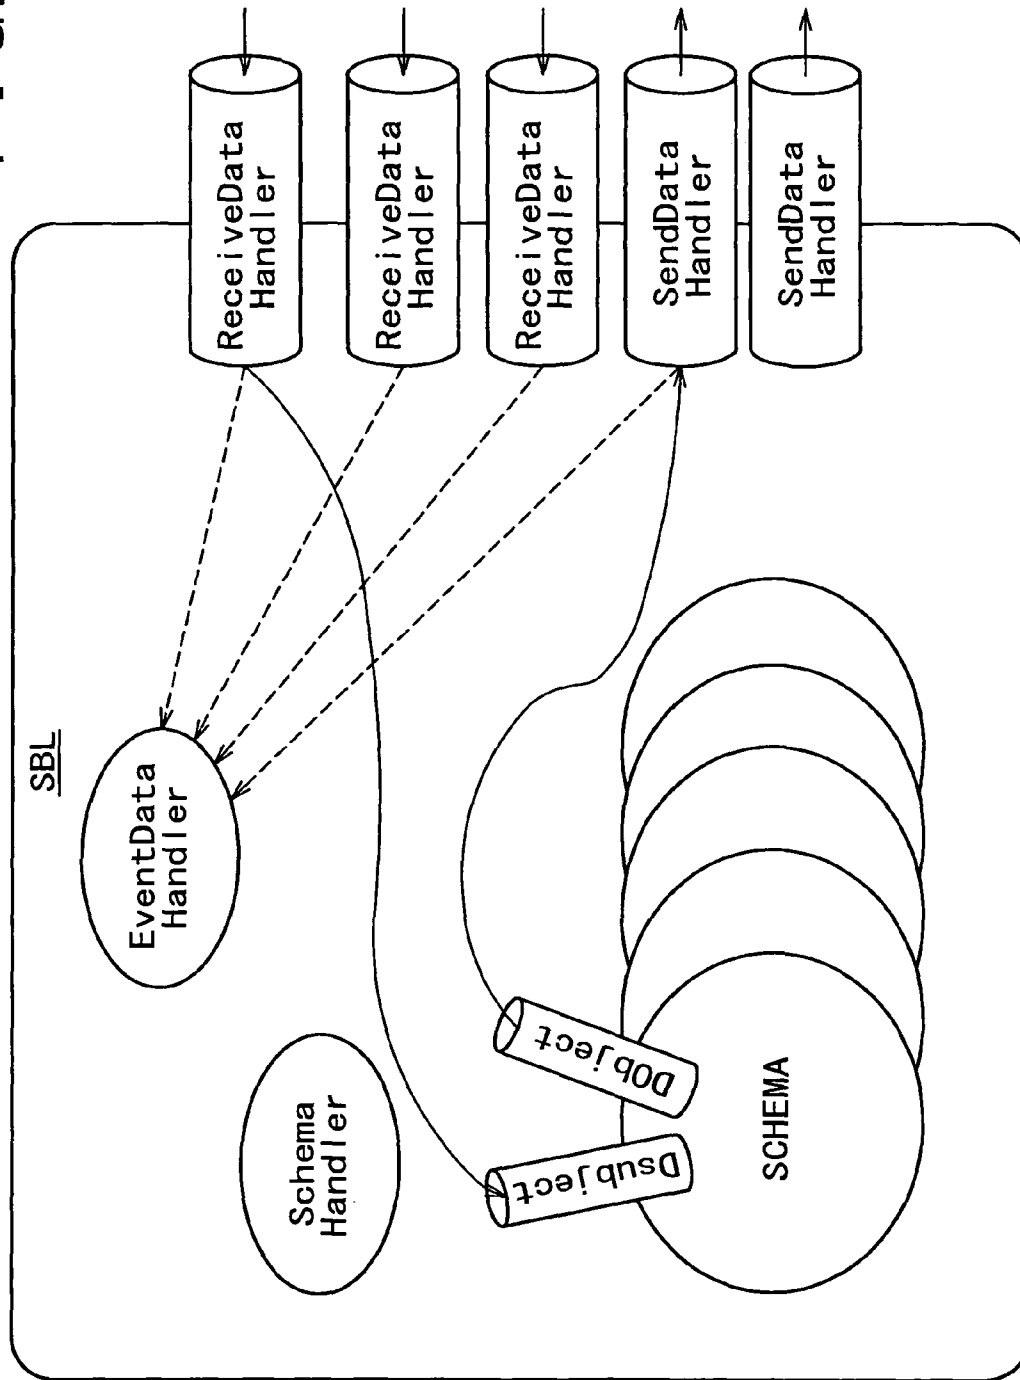 SBL
EventData
Handler
Schema
Handler
ReceiveData
Handler
ReceiveData
Handler
ReceiveData
Handler
SendData
Handler
SendData
Handler
Dsubject
DObject
SCHEMA